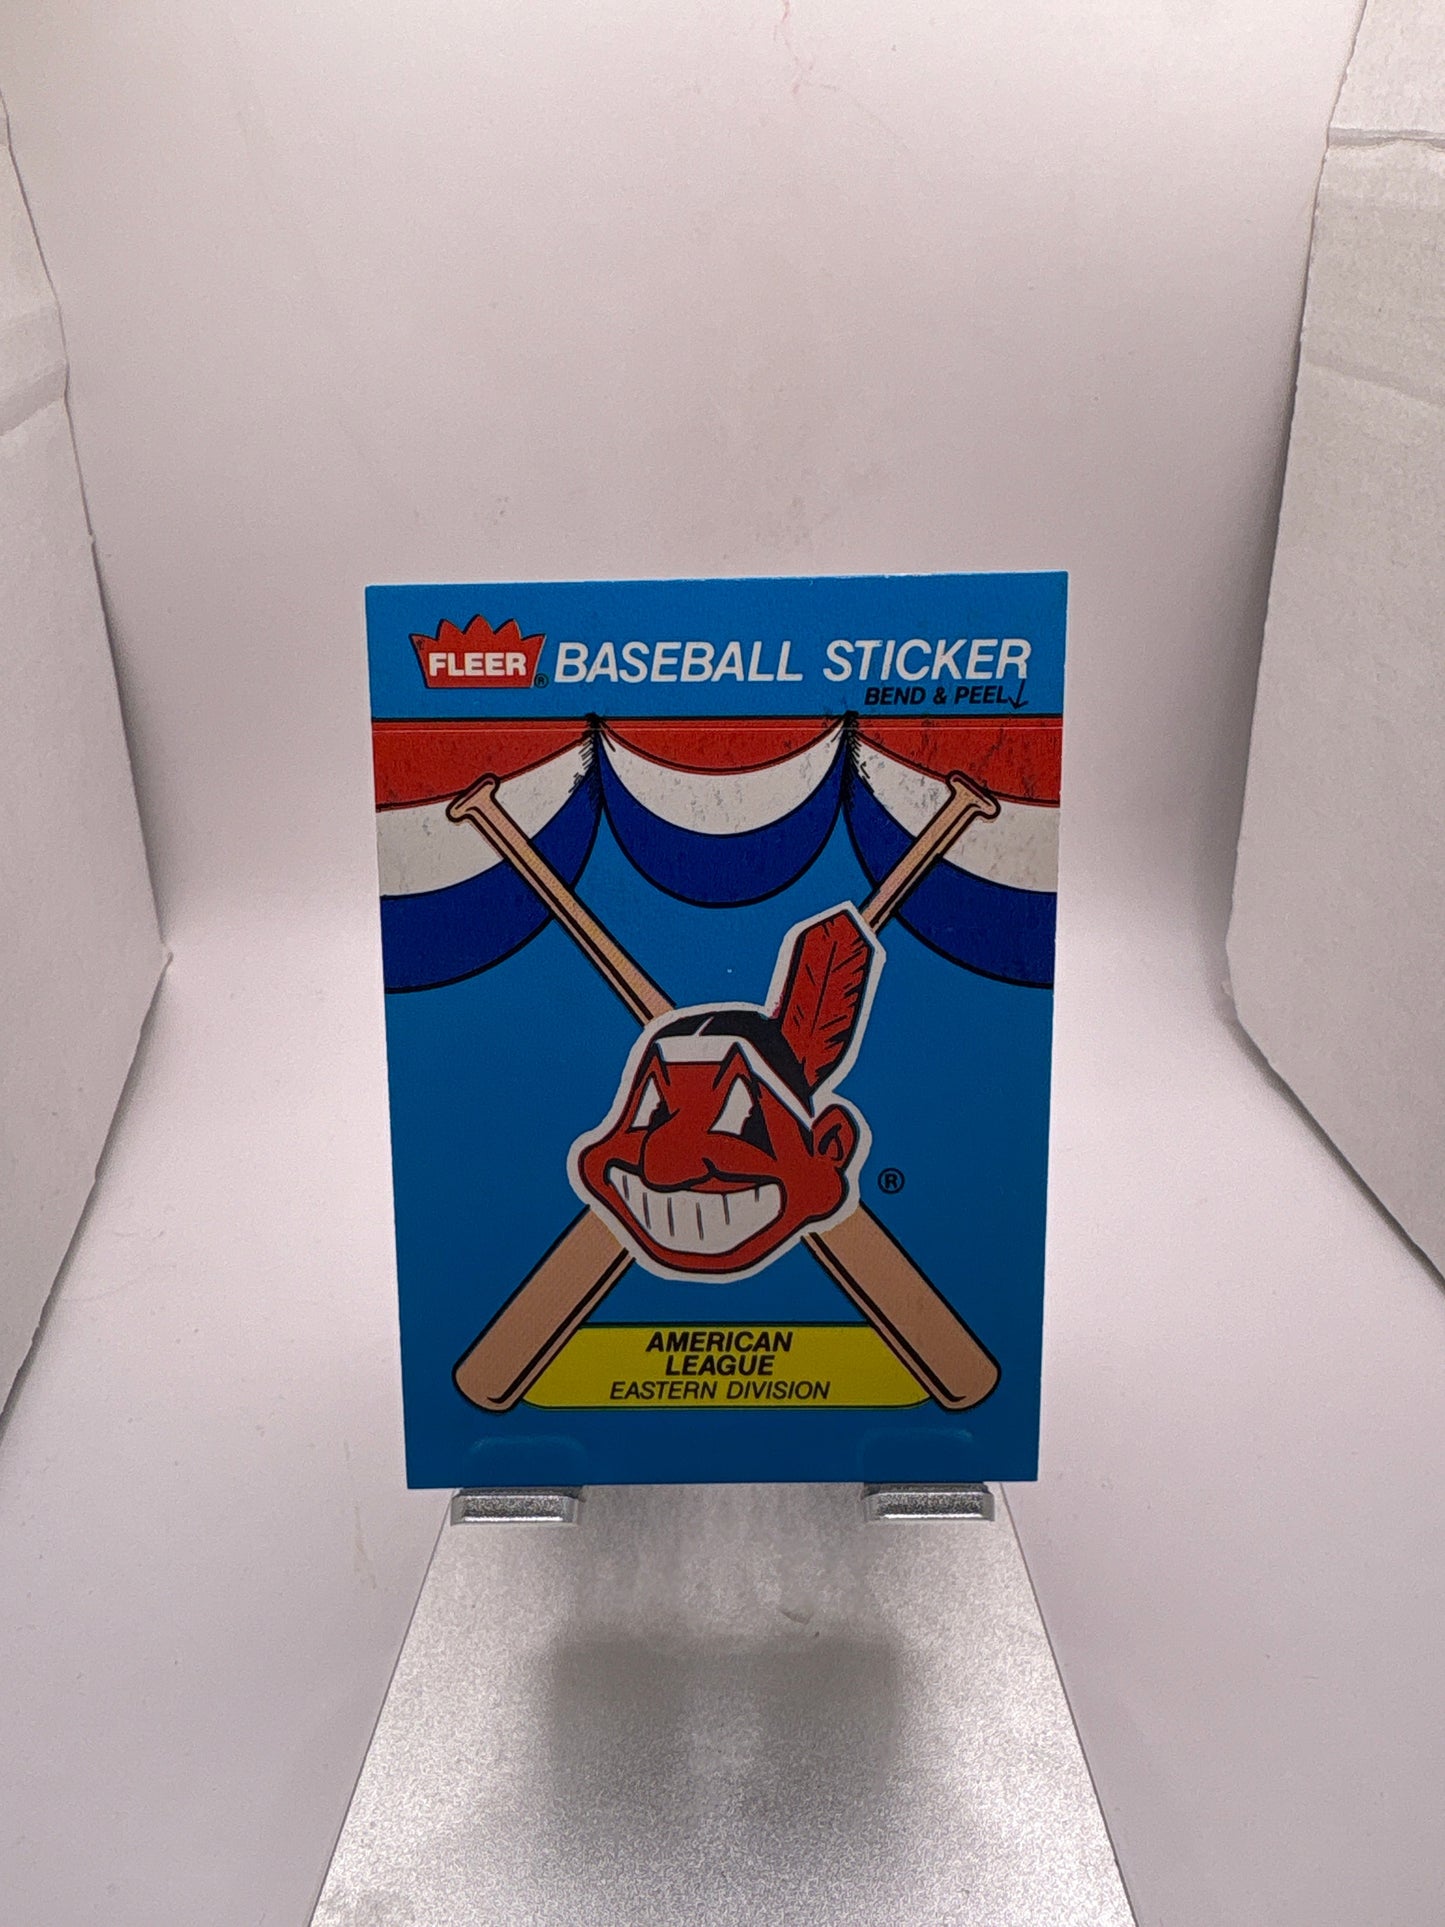 FLEER® BASEBALL STICKER
BEND & PEEL
®
AMERICAN
LEAGUE
EASTERN DIVISION